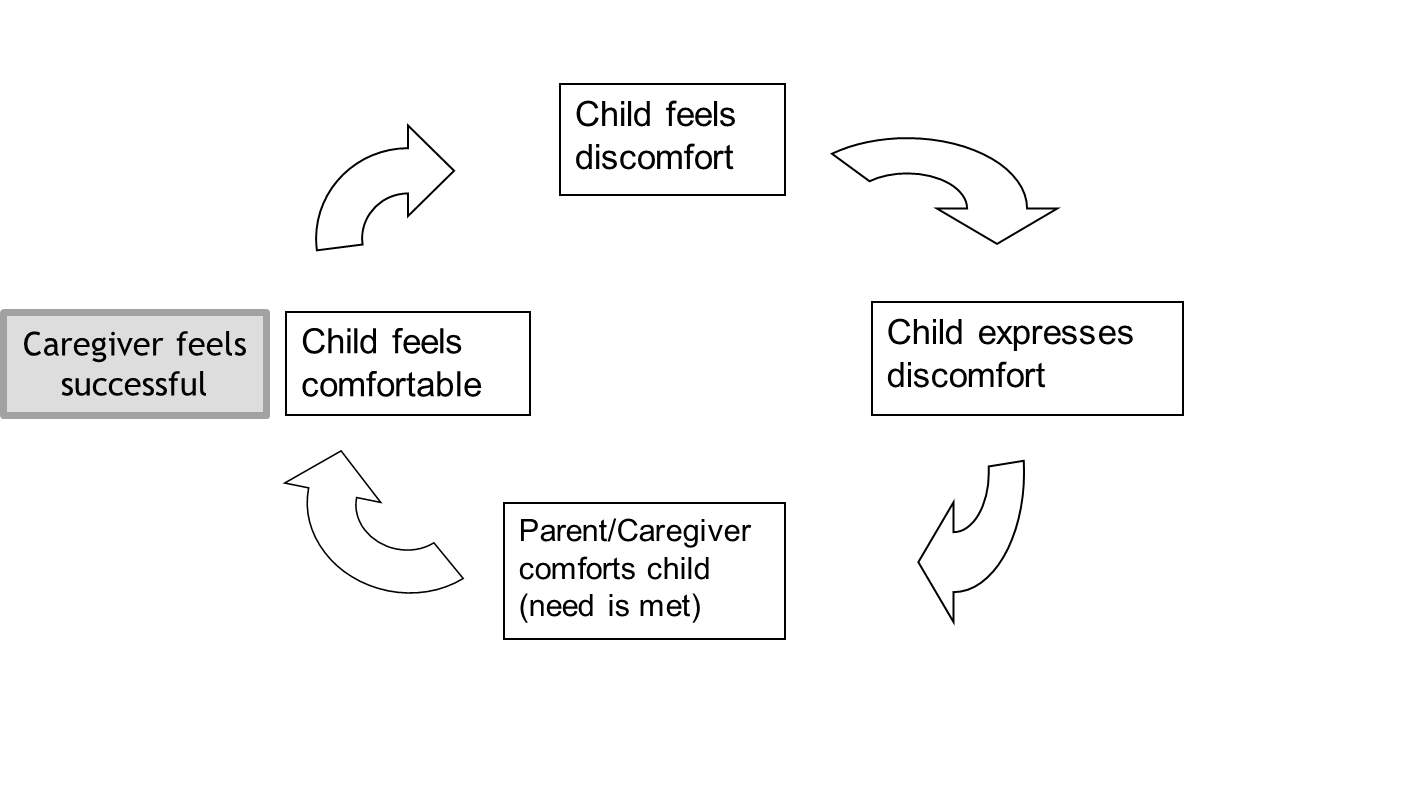 Child feels
discomfort
Child expresses
discomfort
Parent/Caregiver
comforts child
(need is met)
Child feels
comfortable
Caregiver feels
successful